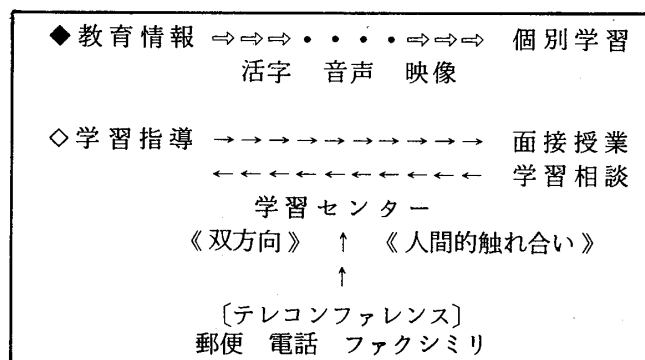 ◆教育情報 ⇨⇨⇨・・・・⇨⇨⇨ 個別学習
活字 音声 映像
◇学習指導 →→→→→→→→→→ 面接授業
←←←←←←←←←← 学習相談
学習センター
《双方向》 ↑ 《人間的触れ合い》
↑
〔テレコンファレンス〕
郵便 電話 ファクシミリ